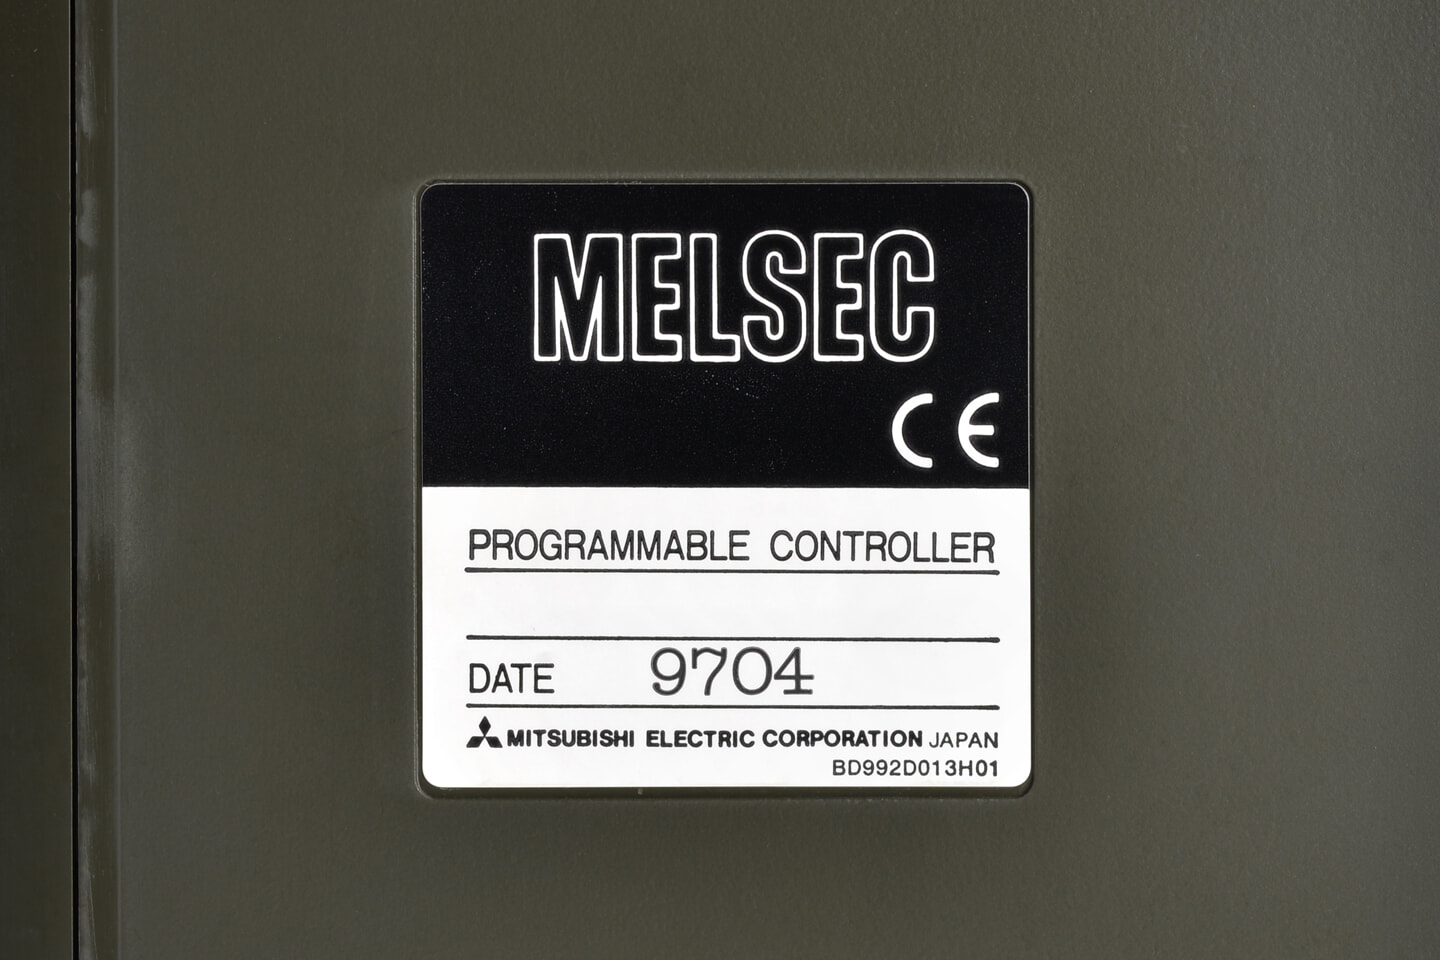 MELSEC
CE
PROGRAMMABLE CONTROLLER
DATE 9704
MITSUBISHI ELECTRIC CORPORATION JAPAN
BD992D013H01